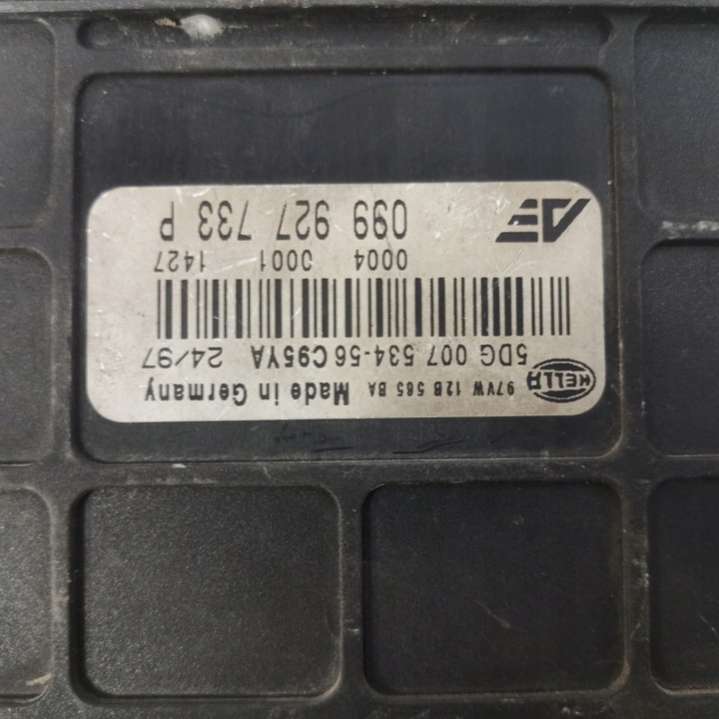 HELLA
97VW 12B 565 BA Made in Germany
5DG 007 534-56 C95YA 24/97
0004 0001 1427
099 927 733 P